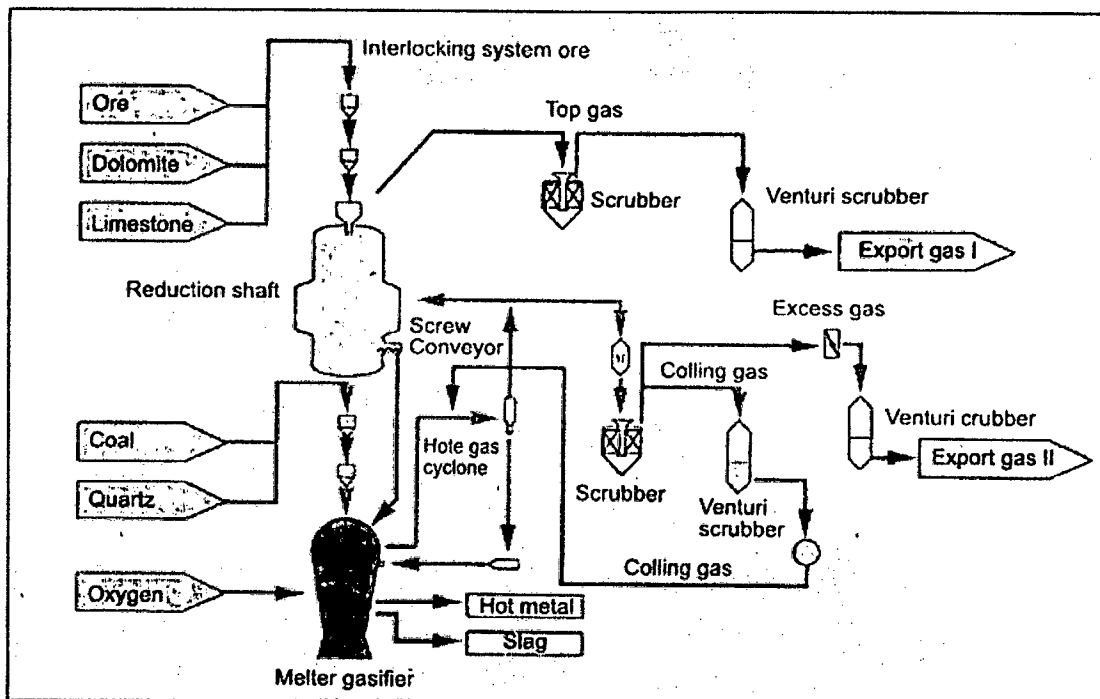 Interlocking system ore
Ore
Dolomite
Limestone
Top gas
Scrubber
Venturi scrubber
Export gas I
Reduction shaft
Screw
Conveyor
Excess gas
Colling gas
M
Coal
Quartz
Hote gas
cyclone
Scrubber
Venturi
scrubber
Venturi crubber
Export gas II
Colling gas
Oxygen
Hot metal
Slag
Melter gasifier